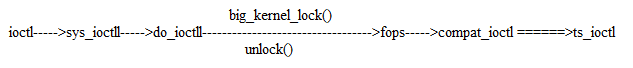 big_kernel_lock()
ioctl----->sys_ioctll----->do_ioctll---------------------------------->fops----->compat_ioctl ======>ts_ioctl
unlock()